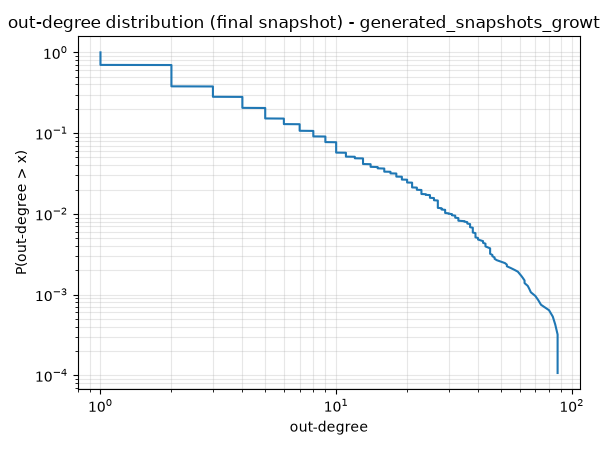 out-degree distribution (final snapshot) - generated_snapshots_growt
10⁰
10⁻¹
10⁻²
10⁻³
10⁻⁴
P(out-degree > x)
10⁰ 10¹ 10²
out-degree